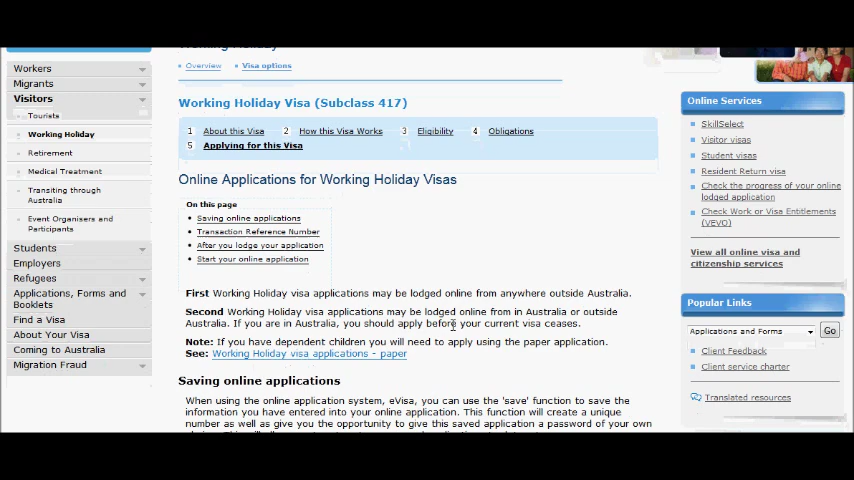 Working Holiday
Overview
Visa options
Workers
Migrants
Visitors
Tourists
Working Holiday
Retirement
Medical Treatment
Transiting through
Australia
Event Organisers and
Participants
Students
Employers
Refugees
Applications, Forms and
Booklets
Find a Visa
About Your Visa
Coming to Australia
Migration Fraud
Working Holiday Visa (Subclass 417)
1 About this Visa 2 How this Visa Works 3 Eligibility 4 Obligations
5 Applying for this Visa
Online Applications for Working Holiday Visas
On this page
Saving online applications
Transaction Reference Number
After you lodge your application
Start your online application
First Working Holiday visa applications may be lodged online from anywhere outside Australia.
Second Working Holiday visa applications may be lodged online from in Australia or outside
Australia. If you are in Australia, you should apply before your current visa ceases.
Note: If you have dependent children you will need to apply using the paper application.
See: Working Holiday visa applications - paper
Saving online applications
When using the online application system, eVisa, you can use the 'save' function to save the
information you have entered into your online application. This function will create a unique
number as well as give you the opportunity to give this saved application a password of your own
Online Services
SkillSelect
Visitor visas
Student visas
Resident Return visa
Check the progress of your online
lodged application
Check Work or Visa Entitlements
(VEVO)
View all online visa and
citizenship services
Popular Links
Applications and Forms Go
Client Feedback
Client service charter
Translated resources